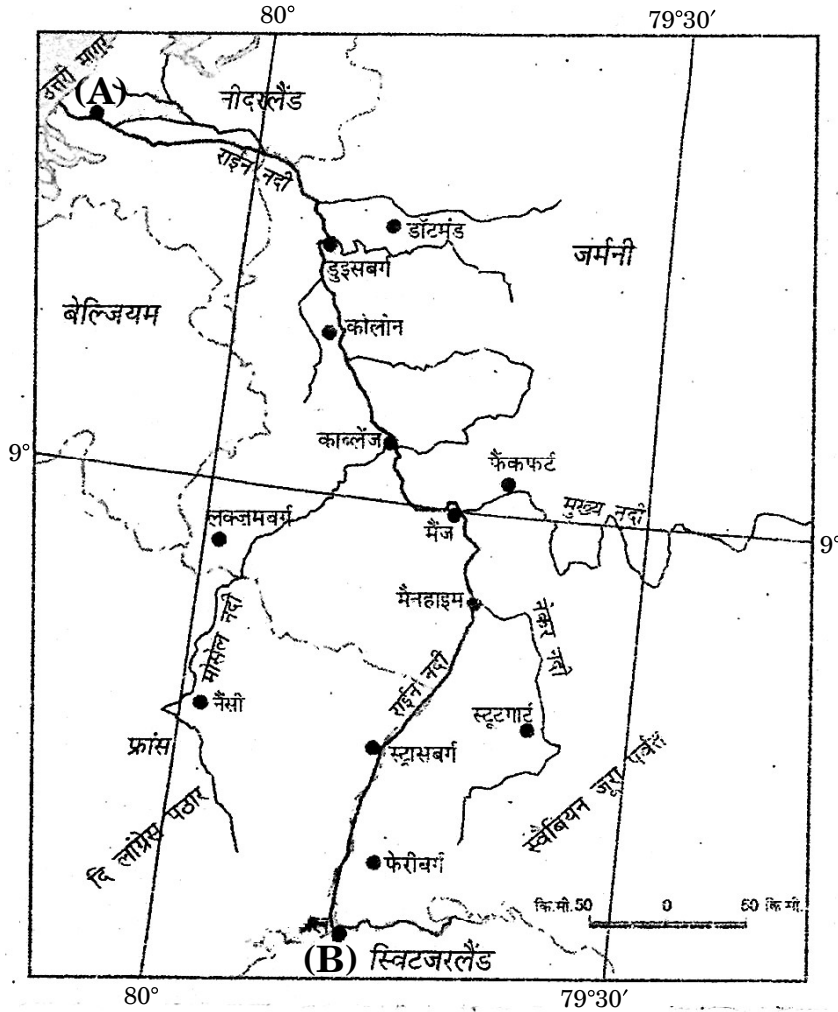 80°
79°30′
उत्तरी सागर
(A)
नीदरलैंड
राईन नदी
डॉटमंड
डुइसबर्ग
जर्मनी
बेल्जियम
कोलोन
काब्लेंज
9°
फ्रैंकफर्ट
मुख्य नदी
लक्जमबर्ग
मैंज
9°
मैनहाइम
नेकर नदी
मोसेल नदी
राईन नदी
नैंसी
स्टूटगार्ट
फ्रांस
स्ट्रासबर्ग
स्वेबियन जूरा पर्वत
दि लांग्रेस पठार
फेरीबर्ग
कि.मी.50 0 50 कि मी.
(B) स्विटजरलैंड
80°
79°30′